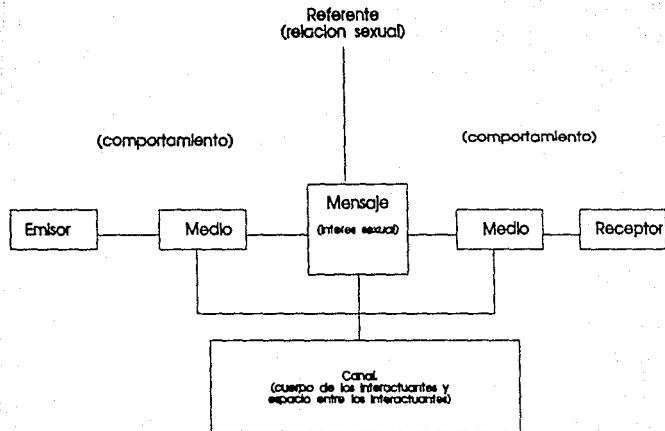 Referente
(relacion sexual)
(comportamiento)
(comportamiento)
Emisor
Medio
Mensaje
(interes sexual)
Medio
Receptor
Canal.
(cuerpo de los interactuantes y
espacio entre los interactuantes)